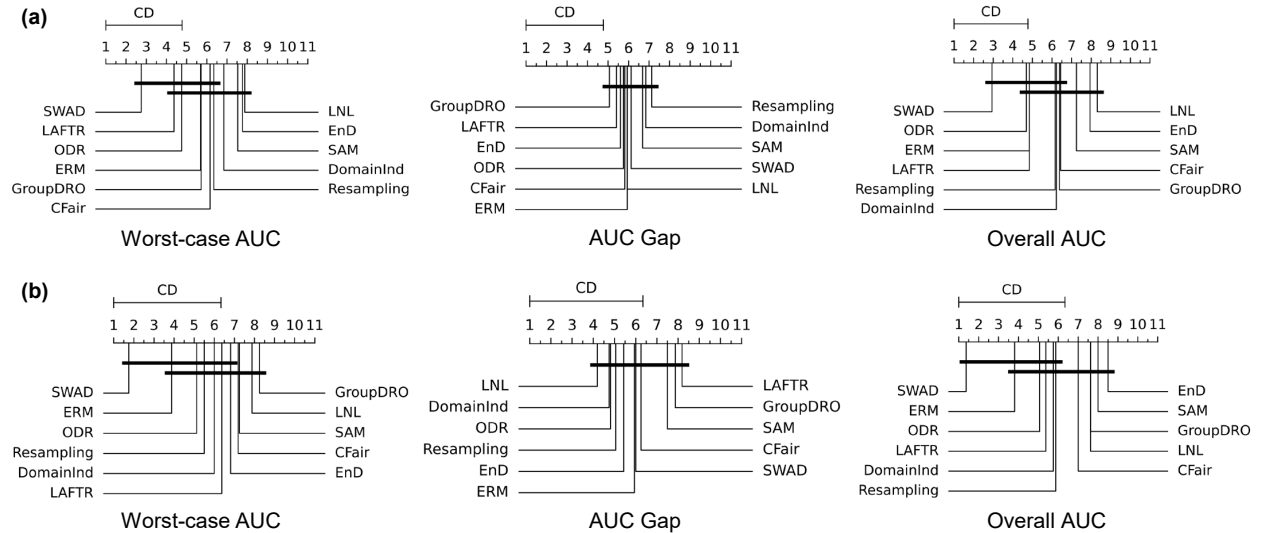 (a)
CD
1 2 3 4 5 6 7 8 9 10 11
SWAD
LAFTR
ODR
ERM
GroupDRO
CFair
LNL
EnD
SAM
DomainInd
Resampling
Worst-case AUC
CD
1 2 3 4 5 6 7 8 9 10 11
GroupDRO
LAFTR
EnD
ODR
CFair
ERM
Resampling
DomainInd
SAM
SWAD
LNL
AUC Gap
CD
1 2 3 4 5 6 7 8 9 10 11
SWAD
ODR
ERM
LAFTR
Resampling
DomainInd
LNL
EnD
SAM
CFair
GroupDRO
Overall AUC
(b)
CD
1 2 3 4 5 6 7 8 9 10 11
SWAD
ERM
ODR
Resampling
DomainInd
LAFTR
GroupDRO
LNL
SAM
CFair
EnD
Worst-case AUC
CD
1 2 3 4 5 6 7 8 9 10 11
LNL
DomainInd
ODR
Resampling
EnD
ERM
LAFTR
GroupDRO
SAM
CFair
SWAD
AUC Gap
CD
1 2 3 4 5 6 7 8 9 10 11
SWAD
ERM
ODR
LAFTR
DomainInd
Resampling
EnD
SAM
GroupDRO
LNL
CFair
Overall AUC